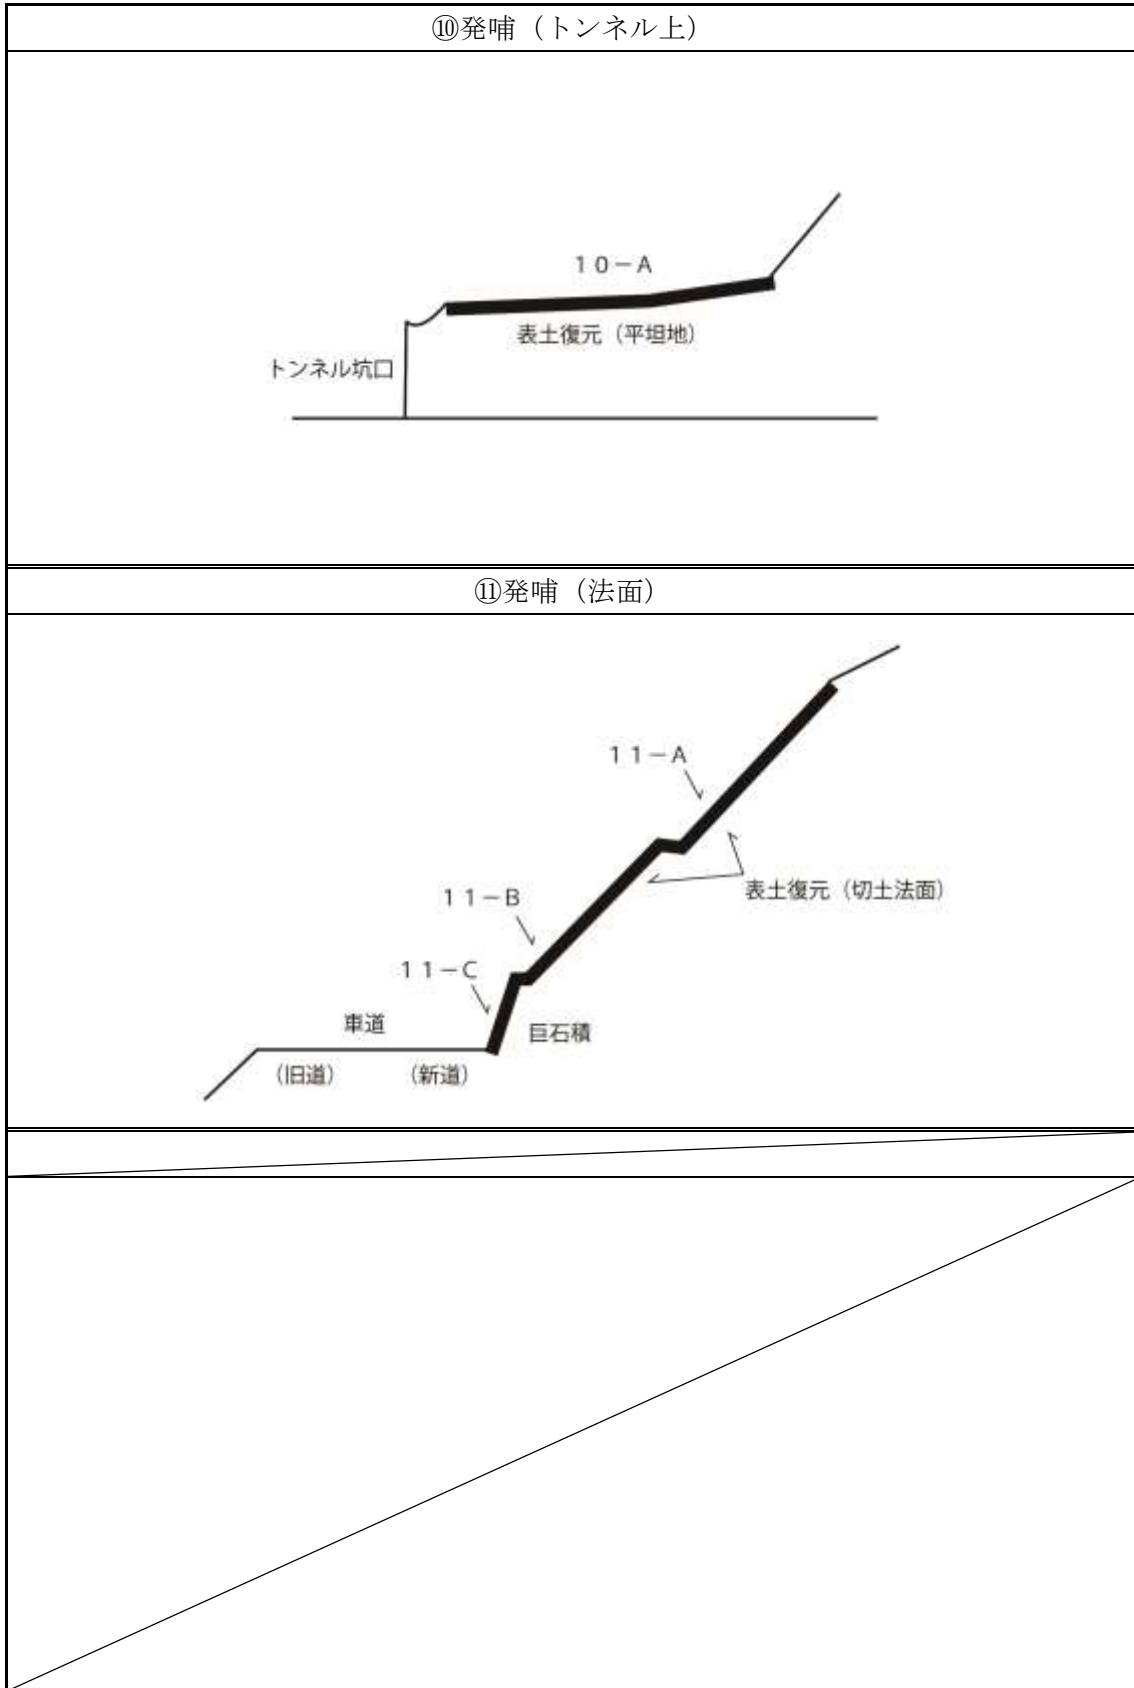 ⑩発哺（トンネル上）
１０－A
表土復元（平坦地）
トンネル坑口
⑪発哺（法面）
１１－A
表土復元（切土法面）
１１－B
１１－C
巨石積
車道
（旧道）
（新道）